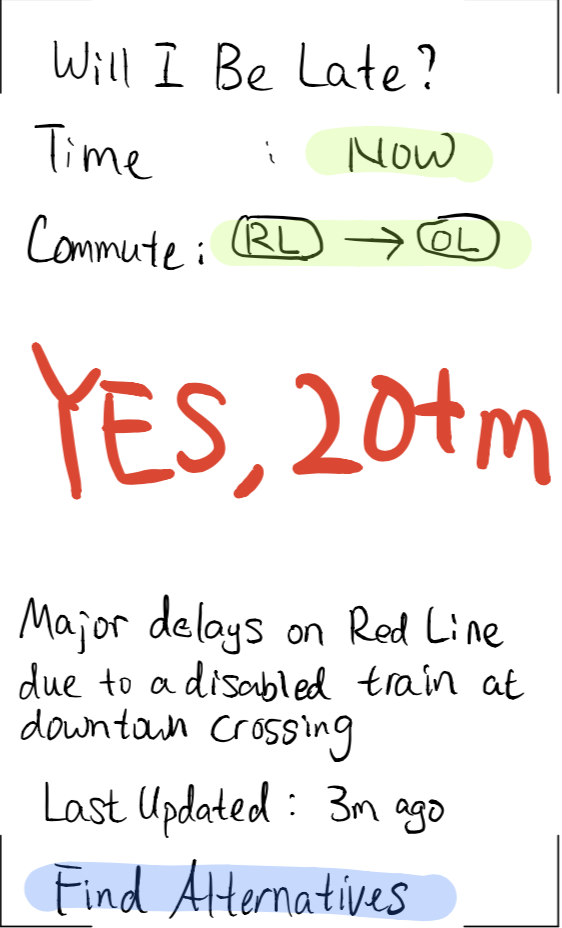 Will I Be Late?
Time : NOW
Commute: RL → OL
YES, 20+m
Major delays on Red Line
due to a disabled train at
downtown crossing
Last Updated: 3m ago
Find Alternatives